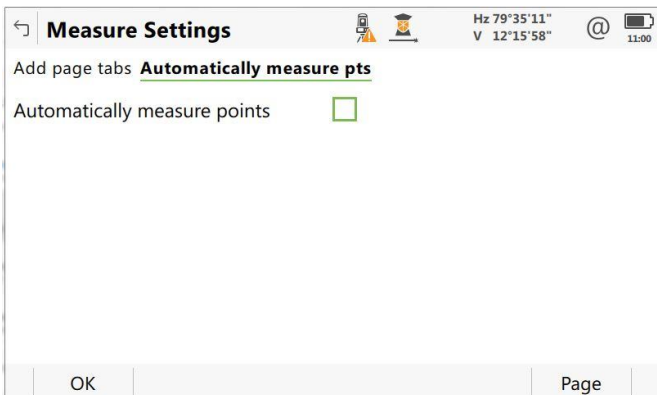 Measure Settings
Hz 79°35'11"
V 12°15'58"
@
11:00
Add page tabs Automatically measure pts
Automatically measure points
OK
Page